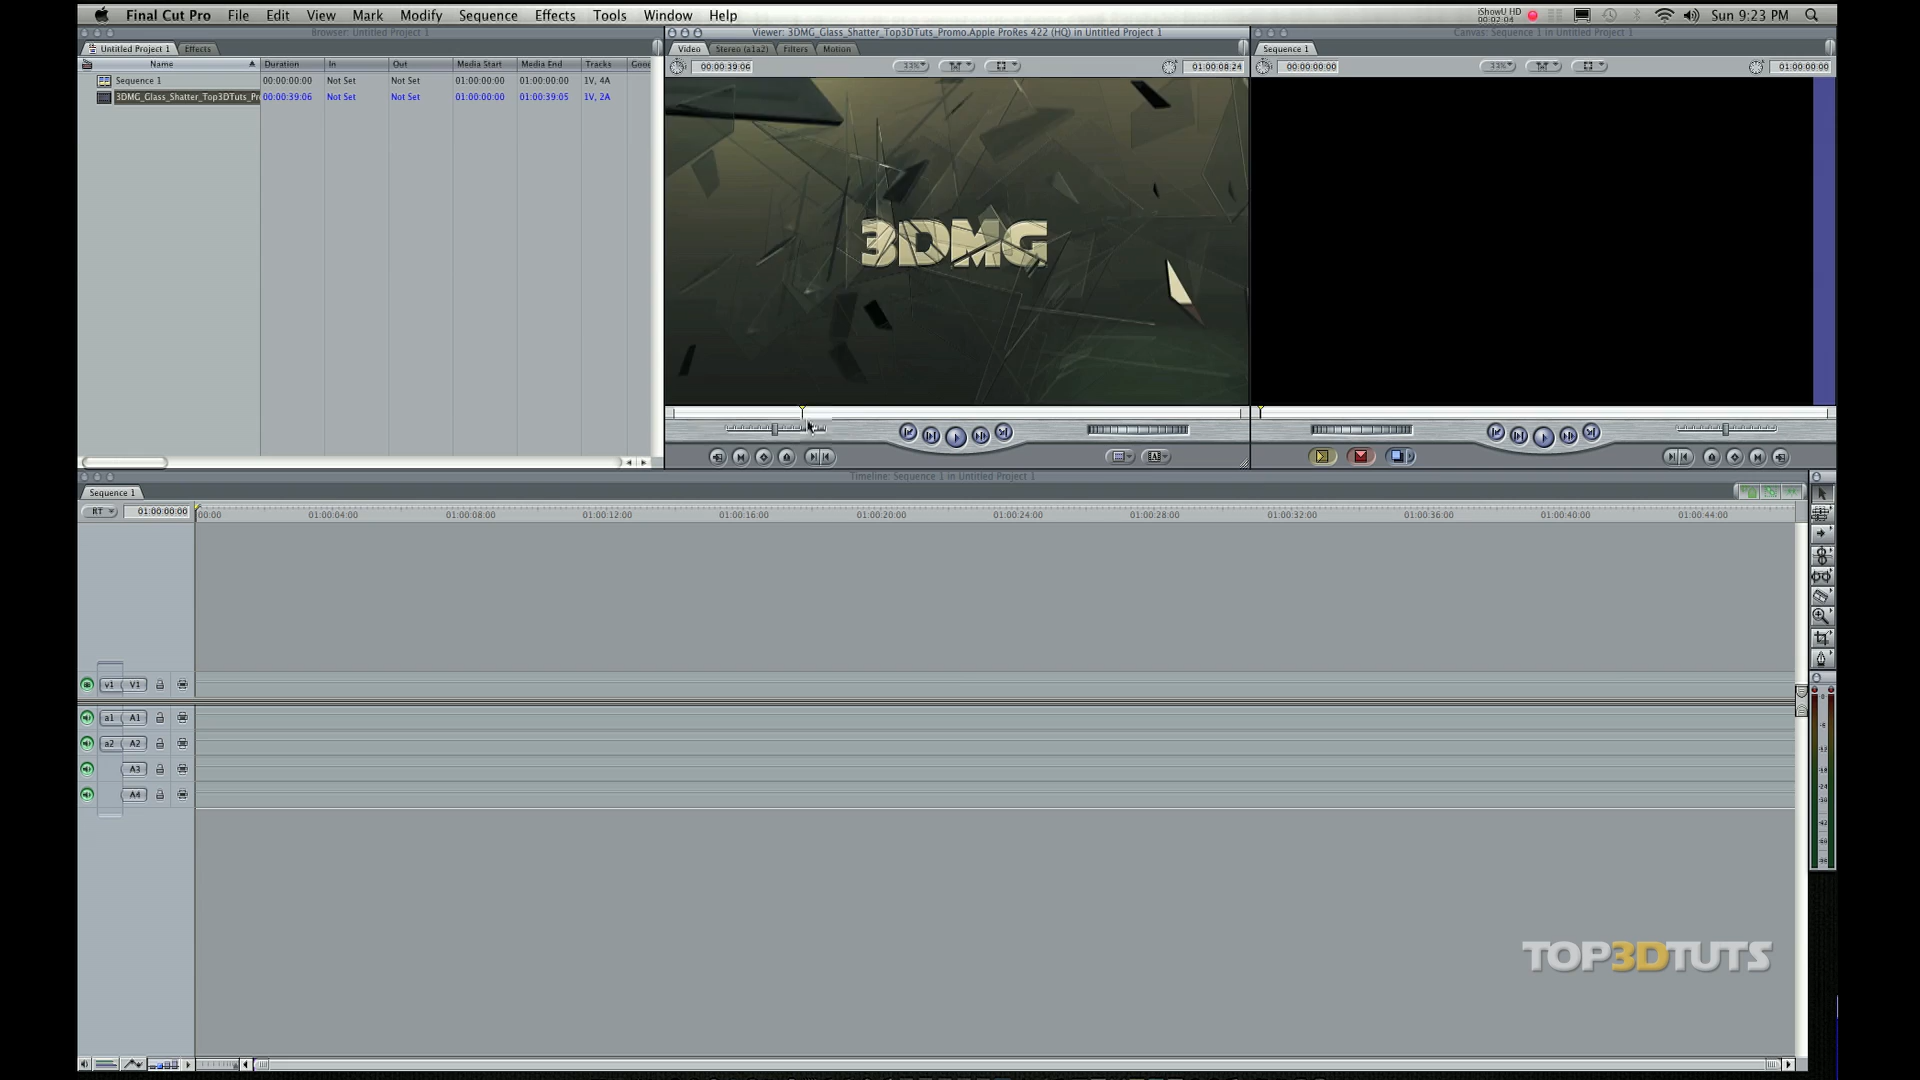 Final Cut Pro File Edit View Mark Modify Sequence Effects Tools Window Help
iShowU HD
00:02:04
Sun 9:23 PM
Browser: Untitled Project 1
Untitled Project 1 Effects
Name Duration In Out Media Start Media End Tracks Good
Sequence 1 00:00:00:00 Not Set Not Set 01:00:00:00 01:00:00:00 1V, 4A
3DMG_Glass_Shatter_Top3DTuts_Pr 00:00:39:06 Not Set Not Set 01:00:00:00 01:00:39:05 1V, 2A
Viewer: 3DMG_Glass_Shatter_Top3DTuts_Promo.Apple ProRes 422 (HQ) in Untitled Project 1
Video Stereo (a1a2) Filters Motion
00:00:39:06 33% 01:00:08:24
3DMG
Canvas: Sequence 1 in Untitled Project 1
Sequence 1
00:00:00:00 33% 01:00:00:00
Timeline: Sequence 1 in Untitled Project 1
Sequence 1
RT 01:00:00:00 00:00 01:00:04:00 01:00:08:00 01:00:12:00 01:00:16:00 01:00:20:00 01:00:24:00 01:00:28:00 01:00:32:00 01:00:36:00 01:00:40:00 01:00:44:00
v1 V1
a1 A1
a2 A2
A3
A4
TOP3DTUTS